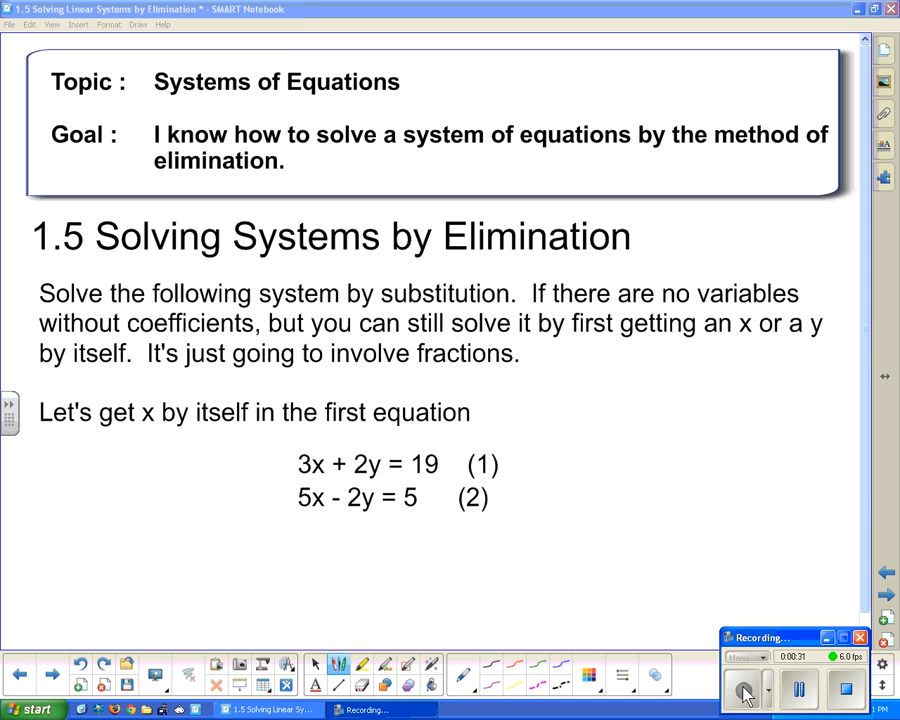 1.5 Solving Linear Systems by Elimination * - SMART Notebook
File Edit View Insert Format Draw Help
Topic : Systems of Equations
Goal : I know how to solve a system of equations by the method of
elimination.
1.5 Solving Systems by Elimination
Solve the following system by substitution. If there are no variables
without coefficients, but you can still solve it by first getting an x or a y
by itself. It's just going to involve fractions.
Let's get x by itself in the first equation
3x + 2y = 19 (1)
5x - 2y = 5 (2)
Recording...
Menu
0:00:31
6.0 fps
start
1.5 Solving Linear Sy...
Recording...
1 PM